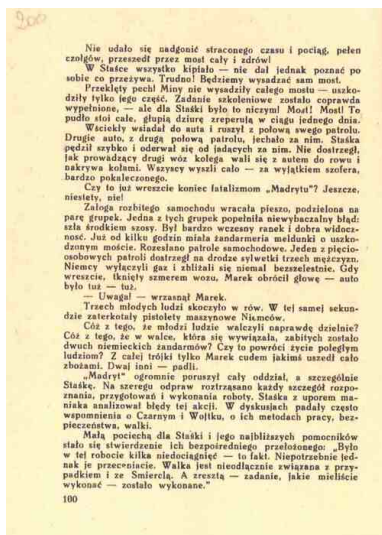 200
Nie udało się nadgonić straconego czasu i pociąg, pełen
czołgów, przeszedł przez most cały i zdrów!
W Staśce wszystko kipiało — nie dał jednak poznać po
sobie co przeżywa. Trudno! Będziemy wysadzać sam most.
Przeklęty pech! Miny nie wysadziły całego mostu — uszko-
dziły tylko jego część. Zadanie szkoleniowe zostało coprawda
wypełnione, — ale dla Staśki było to niczym! Most! Most! To
pudło stoi całe, głupią dziurę zreperują w ciągu jednego dnia.
Wściekły wsiadał do auta i ruszył z połową swego patrolu.
Drugie auto, z drugą połową patrolu, jechało za nim. Staśka
pędził szybko i oderwał się od jadących za nim. Nie dostrzegł,
jak prowadzący drugi wóz kolega wali się z autem do rowu i
nakrywa kołami. Wszyscy wyszli cało — za wyjątkiem szofera,
bardzo pokaleczonego.
Czy to już wreszcie koniec fatalizmom „Madrytu"? Jeszcze,
niestety, nie!
Załoga rozbitego samochodu wracała pieszo, podzielona na
parę grupek. Jedna z tych grupek popełniła niewybaczalny błąd:
szła środkiem szosy. Był bardzo wczesny ranek i dobra widocz-
ność. Już od kilku godzin miała żandarmeria meldunki o uszko-
dzonym moście. Rozesłano patrole samochodowe. Jeden z pięcio-
osobowych patroli dostrzegł na drodze sylwetki trzech mężczyzn.
Niemcy wyłączyli gaz i zbliżali się niemal bezszelestnie. Gdy
wreszcie, tknięty szmerem wozu, Marek obrócił głowę — auto
było tuż — tuż.
— Uwaga! — wrzasnął Marek.
Trzech młodych ludzi skoczyło w rów. W tej samej sekun-
dzie zaterkotały pistolety maszynowe Niemców.
Cóż z tego, że młodzi ludzie walczyli naprawdę dzielnie?
Cóż z tego, że w walce, która się wywiązała, zabitych zostało
dwuch niemieckich żandarmów? Czy to powróci życie poległym
ludziom? Z całej trójki tylko Marek cudem jakimś uszedł cało
zbożami. Dwaj inni — padli.
„Madryt" ogromnie poruszył cały oddział, a szczególnie
Staśkę. Na szeregu odpraw roztrząsano każdy szczegół rozpo-
znania, przygotowań i wykonania roboty. Staśka z uporem ma-
niaka analizował błędy tej akcji. W dyskusjach padały często
wspomnienia o Czarnym i Wojtku, o ich metodach pracy, bez-
pieczeństwa, walki.
Małą pociechą dla Staśki i jego najbliższych pomocników
stało się stwierdzenie ich bezpośredniego przełożonego: „Było
w tej robocie kilka niedociągnięć — to fakt. Niepotrzebnie jed-
nak je przeceniacie. Walka jest nieodłącznie związana z przy-
padkiem i ze Śmiercią. A zresztą — zadanie, jakie mieliście
wykonać — zostało wykonane."
100